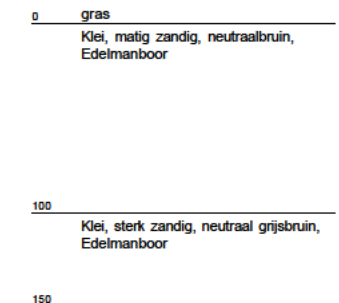 0 gras
Klei, matig zandig, neutraalbruin,
Edelmanboor
100
Klei, sterk zandig, neutraal grijsbruin,
Edelmanboor
150